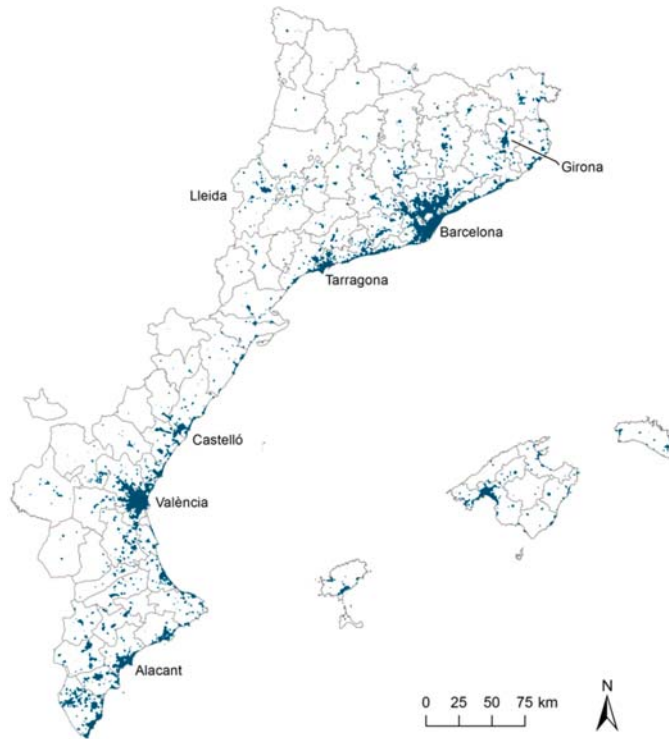 Girona
Lleida
Barcelona
Tarragona
Castelló
València
Alacant
0 25 50 75 km
N